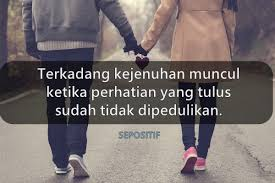 Terkadang kejenuhan muncul
ketika perhatian yang tulus
sudah tidak dipedulikan.
SEPOSITIF